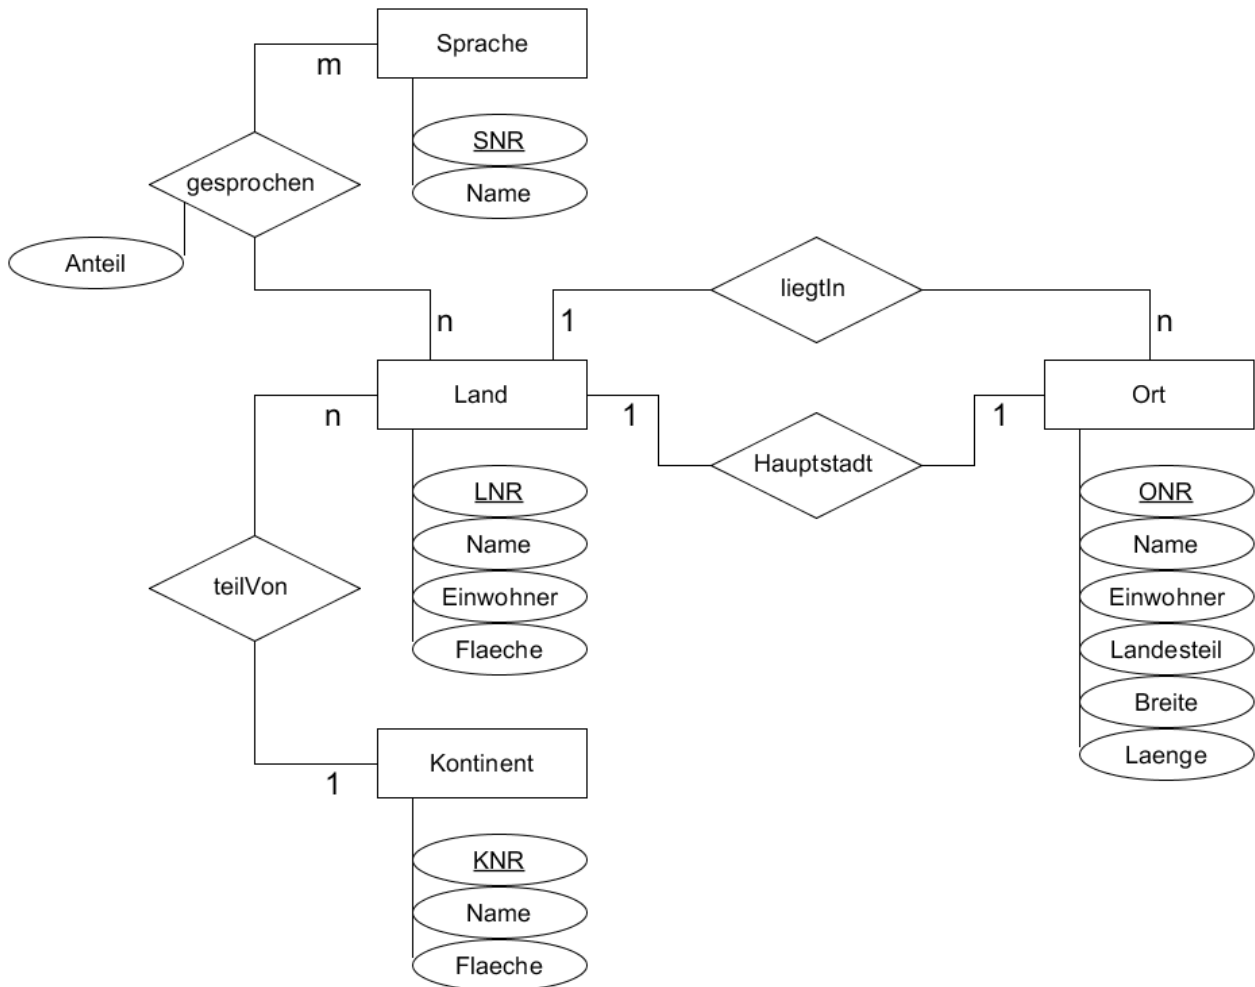 Sprache
m
SNR
gesprochen
Name
Anteil
liegtIn
n
1
n
Land
Ort
n
1
1
Hauptstadt
LNR
ONR
Name
Name
teilVon
Einwohner
Einwohner
Flaeche
Landesteil
Breite
Kontinent
Laenge
1
KNR
Name
Flaeche